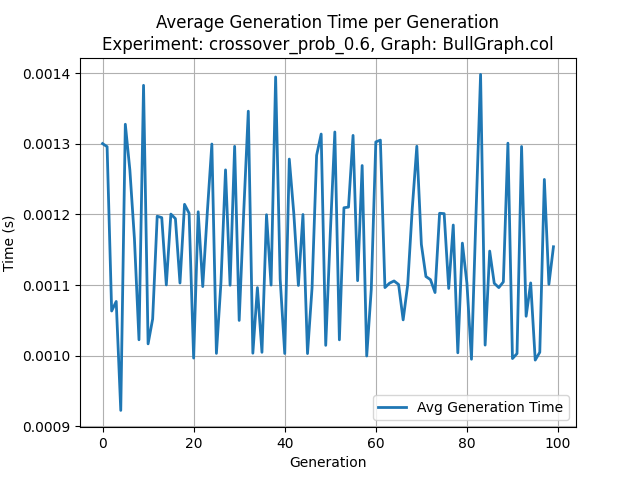 Average Generation Time per Generation
Experiment: crossover_prob_0.6, Graph: BullGraph.col
Time (s)
0.0014
0.0013
0.0012
0.0011
0.0010
0.0009
Avg Generation Time
0 20 40 60 80 100
Generation